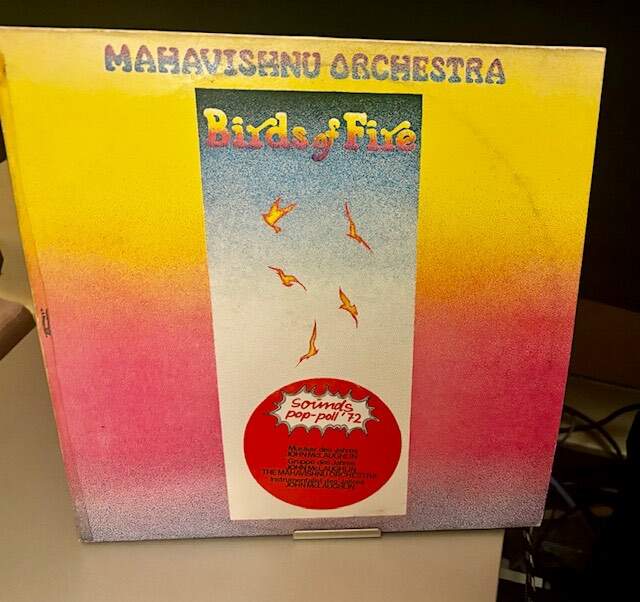 MAHAVISHNU ORCHESTRA
Birds of Fire
sounds
pop-poll '72
Musiker des Jahres
JOHN McLAUGHLIN
Gruppe des Jahres
JOHN McLAUGHLIN
THE MAHAVISHNU ORCHESTRA
Instrumentalist des Jahres
JOHN McLAUGHLIN